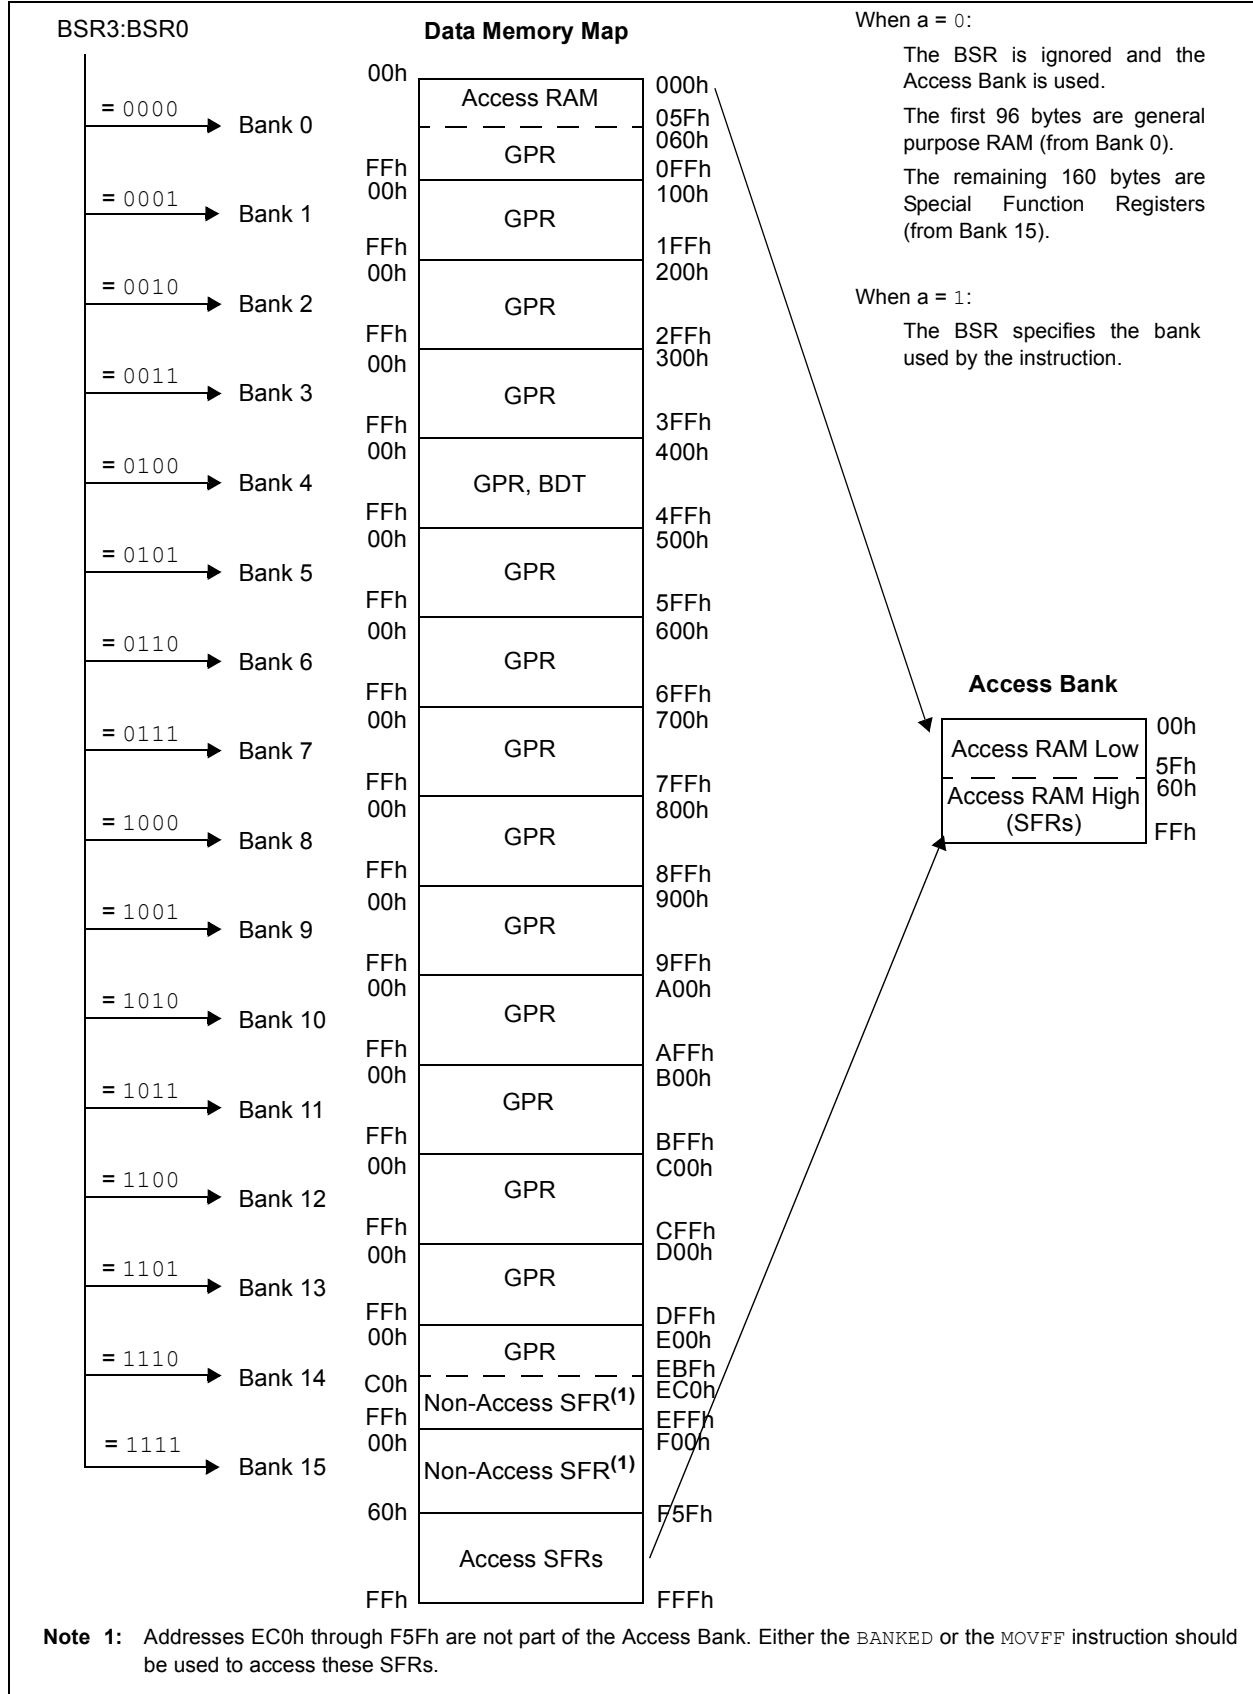 BSR3:BSR0
Data Memory Map
When a = 0:
The BSR is ignored and the
Access Bank is used.
The first 96 bytes are general
purpose RAM (from Bank 0).
The remaining 160 bytes are
Special Function Registers
(from Bank 15).
When a = 1:
The BSR specifies the bank
used by the instruction.
= 0000
Bank 0
00h
Access RAM
000h
05Fh
060h
GPR
FFh
0FFh
= 0001
Bank 1
00h
100h
GPR
FFh
1FFh
= 0010
Bank 2
00h
200h
GPR
FFh
2FFh
= 0011
Bank 3
00h
300h
GPR
FFh
3FFh
= 0100
Bank 4
00h
400h
GPR, BDT
FFh
4FFh
= 0101
Bank 5
00h
500h
GPR
FFh
5FFh
= 0110
Bank 6
00h
600h
GPR
FFh
6FFh
= 0111
Bank 7
00h
700h
GPR
FFh
7FFh
= 1000
Bank 8
00h
800h
GPR
FFh
8FFh
= 1001
Bank 9
00h
900h
GPR
FFh
9FFh
= 1010
Bank 10
00h
A00h
GPR
FFh
AFFh
= 1011
Bank 11
00h
B00h
GPR
FFh
BFFh
= 1100
Bank 12
00h
C00h
GPR
FFh
CFFh
= 1101
Bank 13
00h
D00h
GPR
FFh
DFFh
= 1110
Bank 14
00h
E00h
GPR
EBFh
C0h
EC0h
Non-Access SFR(1)
FFh
EFFh
= 1111
Bank 15
00h
F00h
Non-Access SFR(1)
60h
F5Fh
Access SFRs
FFh
FFFh
Access Bank
00h
Access RAM Low
5Fh
60h
Access RAM High
(SFRs)
FFh
Note 1: Addresses EC0h through F5Fh are not part of the Access Bank. Either the BANKED or the MOVFF instruction should
be used to access these SFRs.